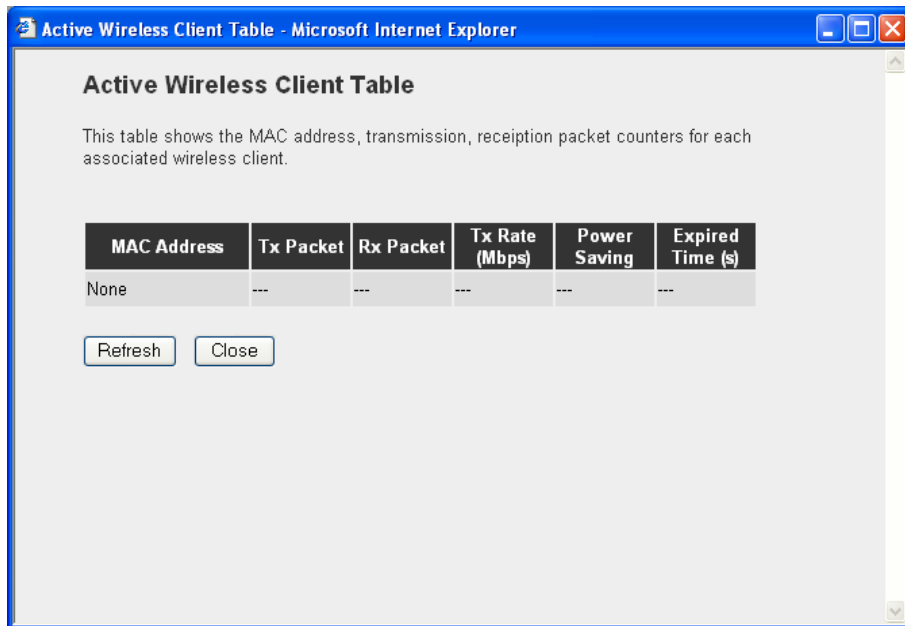 Active Wireless Client Table - Microsoft Internet Explorer
Active Wireless Client Table
This table shows the MAC address, transmission, receiption packet counters for each
associated wireless client.
MAC Address Tx Packet Rx Packet Tx Rate (Mbps) Power Saving Expired Time (s)
None --- --- --- --- ---
Refresh Close